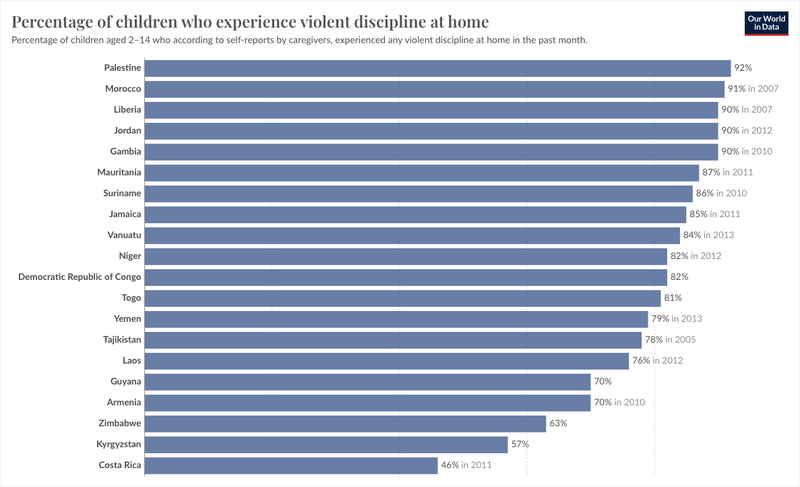 Percentage of children who experience violent discipline at home
Our World
in Data
Percentage of children aged 2–14 who according to self-reports by caregivers, experienced any violent discipline at home in the past month.
Palestine 92%
Morocco 91% in 2007
Liberia 90% in 2007
Jordan 90% in 2012
Gambia 90% in 2010
Mauritania 87% in 2011
Suriname 86% in 2010
Jamaica 85% in 2011
Vanuatu 84% in 2013
Niger 82% in 2012
Democratic Republic of Congo 82%
Togo 81%
Yemen 79% in 2013
Tajikistan 78% in 2005
Laos 76% in 2012
Guyana 70%
Armenia 70% in 2010
Zimbabwe 63%
Kyrgyzstan 57%
Costa Rica 46% in 2011